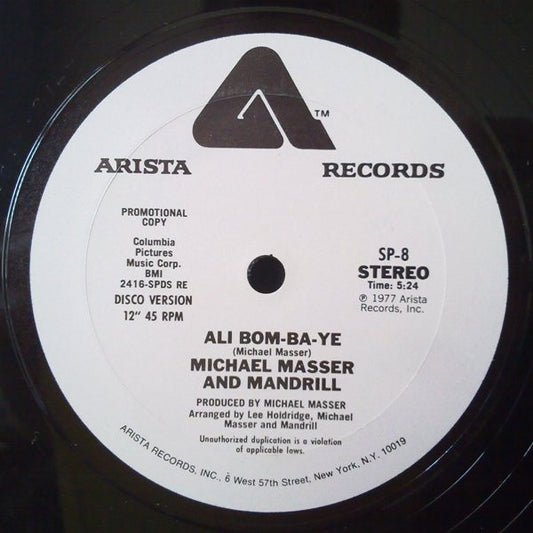 TM
ARISTA RECORDS
PROMOTIONAL
COPY
Columbia
Pictures
Music Corp.
BMI
2416-SPDS RE
DISCO VERSION
12" 45 RPM
SP-8
STEREO
Time: 5:24
℗ 1977 Arista
Records, Inc.
ALI BOM-BA-YE
(Michael Masser)
MICHAEL MASSER
AND MANDRILL
PRODUCED BY MICHAEL MASSER
Arranged by Lee Holdridge, Michael
Masser and Mandrill
Unauthorized duplication is a violation
of applicable laws.
ARISTA RECORDS, INC., 6 West 57th Street, New York, N.Y. 10019